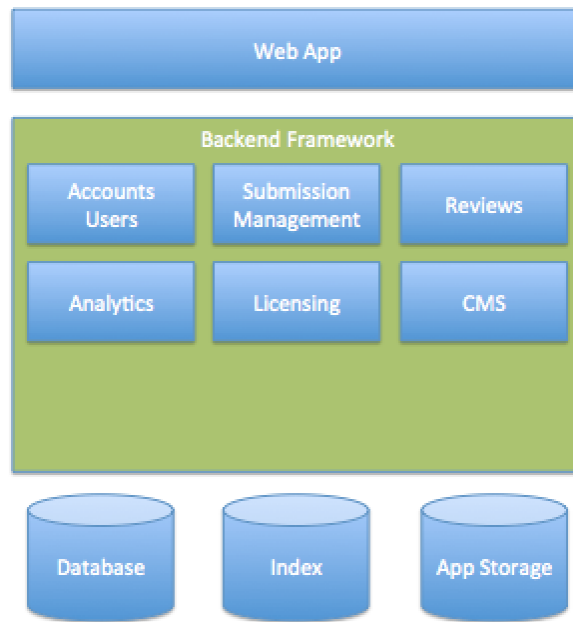 Web App
Backend Framework
Accounts
Users
Submission
Management
Reviews
Analytics
Licensing
CMS
Database
Index
App Storage